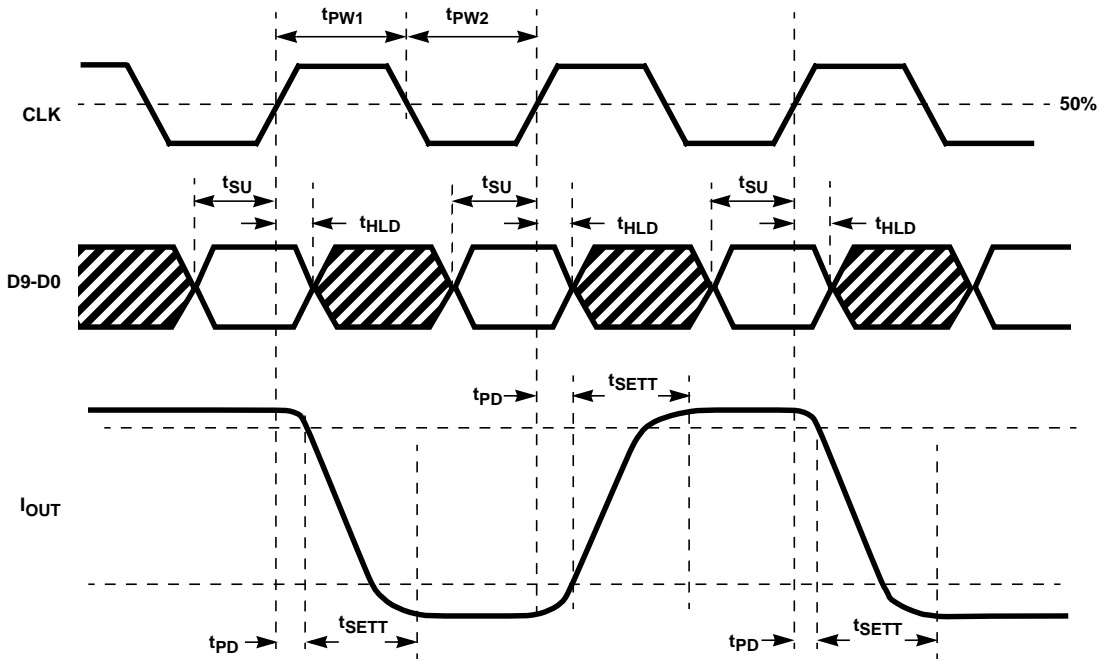 tPW1 tPW2
CLK
50%
tSU tSU tSU
tHLD tHLD tHLD
D9-D0
tPD tSETT
IOUT
tPD tSETT tPD tSETT